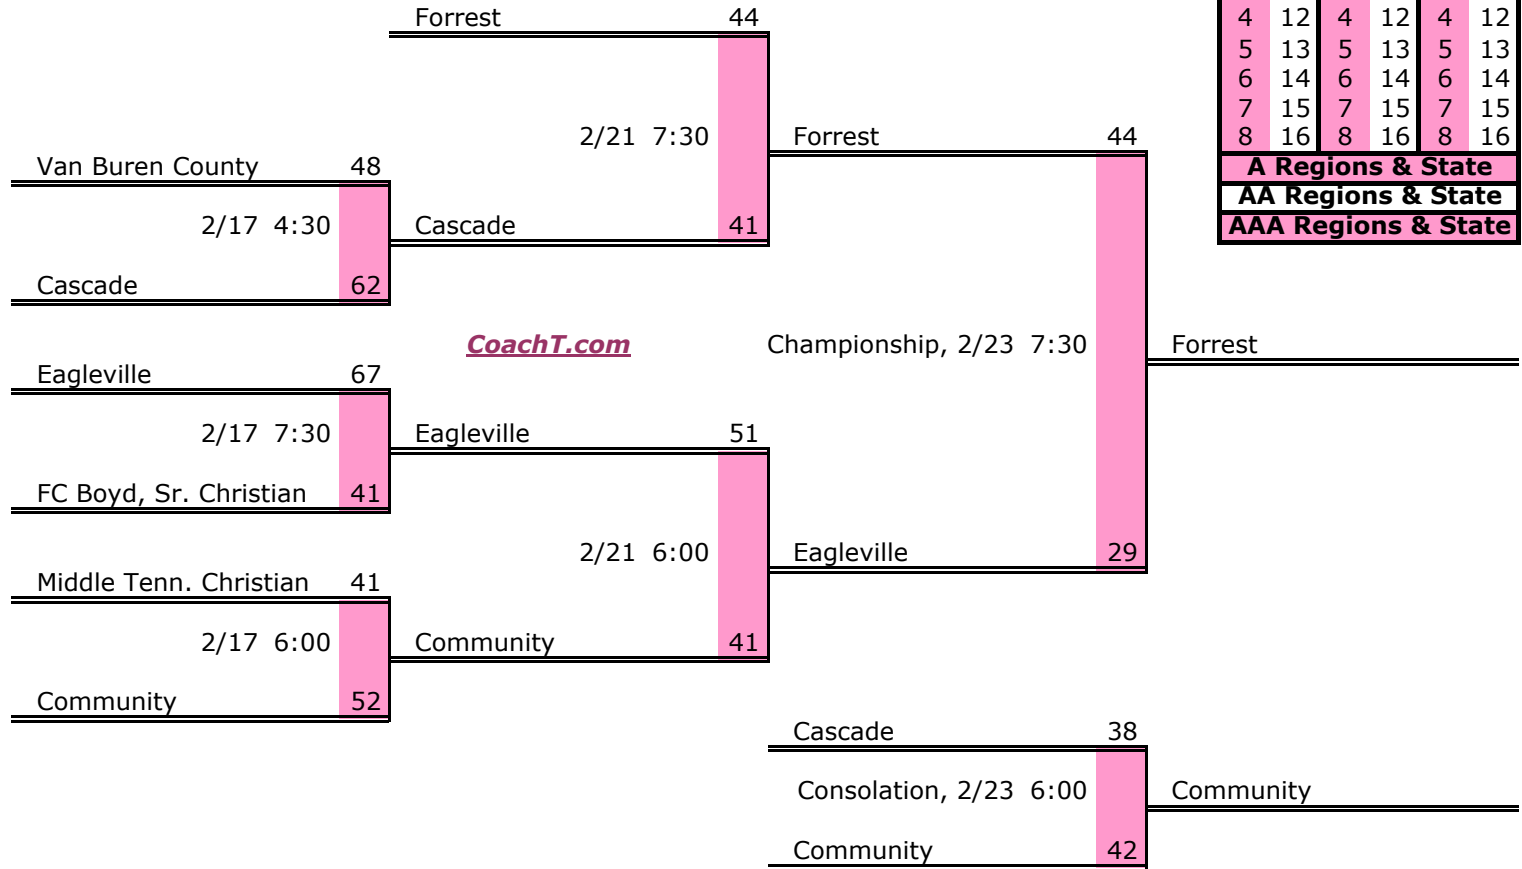 Forrest 44
4 12 4 12 4 12
5 13 5 13 5 13
6 14 6 14 6 14
7 15 7 15 7 15
2/21 7:30 Forrest 44
8 16 8 16 8 16
Van Buren County 48
A Regions & State
AA Regions & State
2/17 4:30 Cascade 41
AAA Regions & State
Cascade 62
CoachT.com Championship, 2/23 7:30 Forrest
Eagleville 67
2/17 7:30 Eagleville 51
FC Boyd, Sr. Christian 41
2/21 6:00 Eagleville 29
Middle Tenn. Christian 41
2/17 6:00 Community 41
Community 52
Cascade 38
Consolation, 2/23 6:00 Community
Community 42